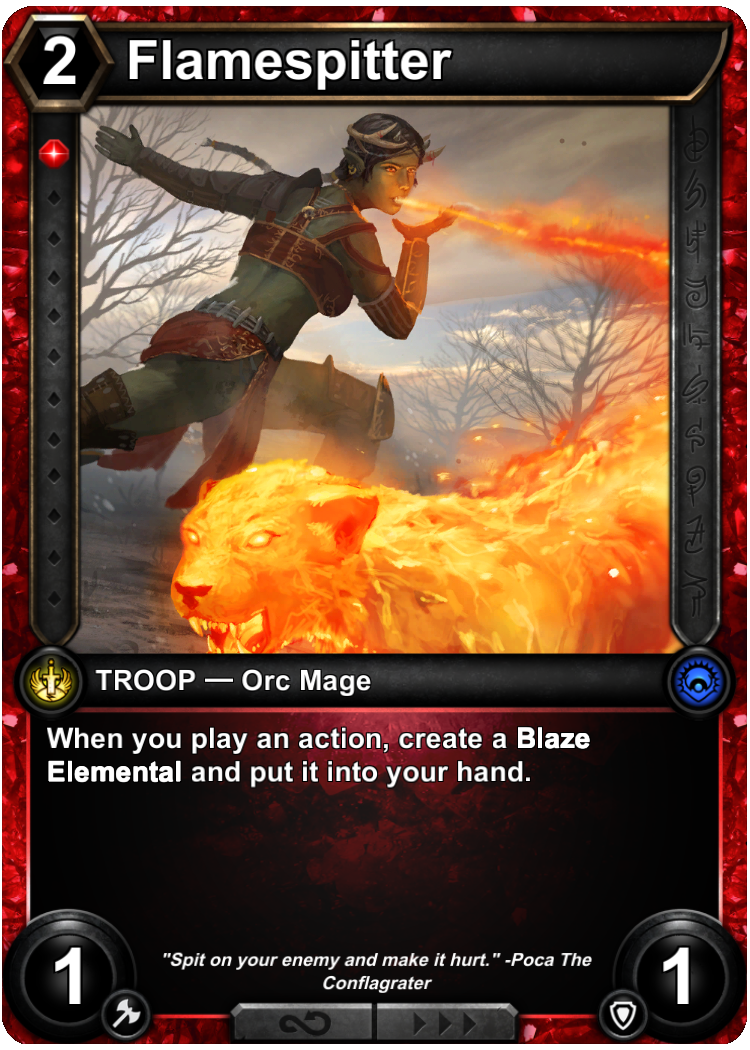 2 Flamespitter
TROOP — Orc Mage
When you play an action, create a Blaze
Elemental and put it into your hand.
"Spit on your enemy and make it hurt." -Poca The
Conflagrater
1 1